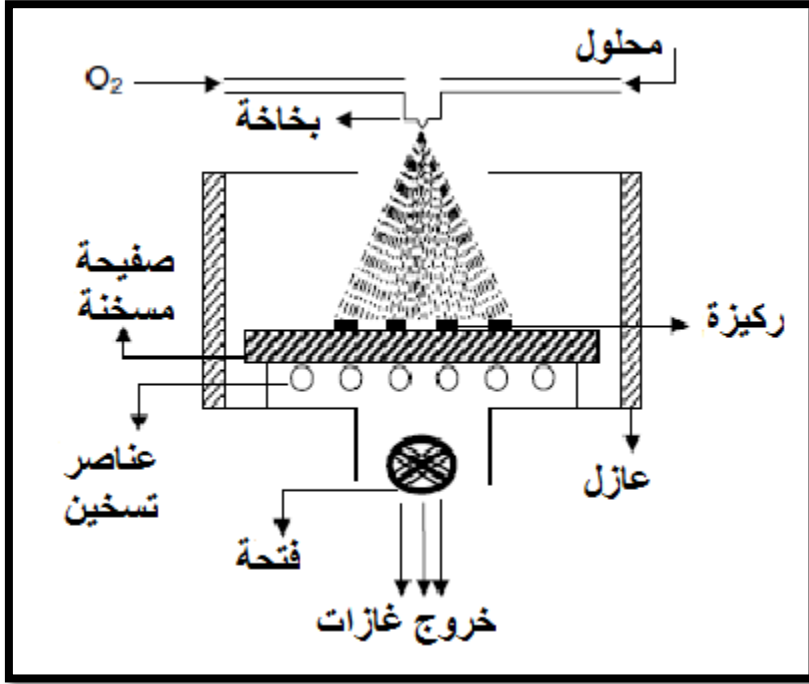 محلول
O2
بخاخة
صفيحة
مسخنة
ركيزة
عناصر
تسخين
عازل
فتحة
خروج غازات